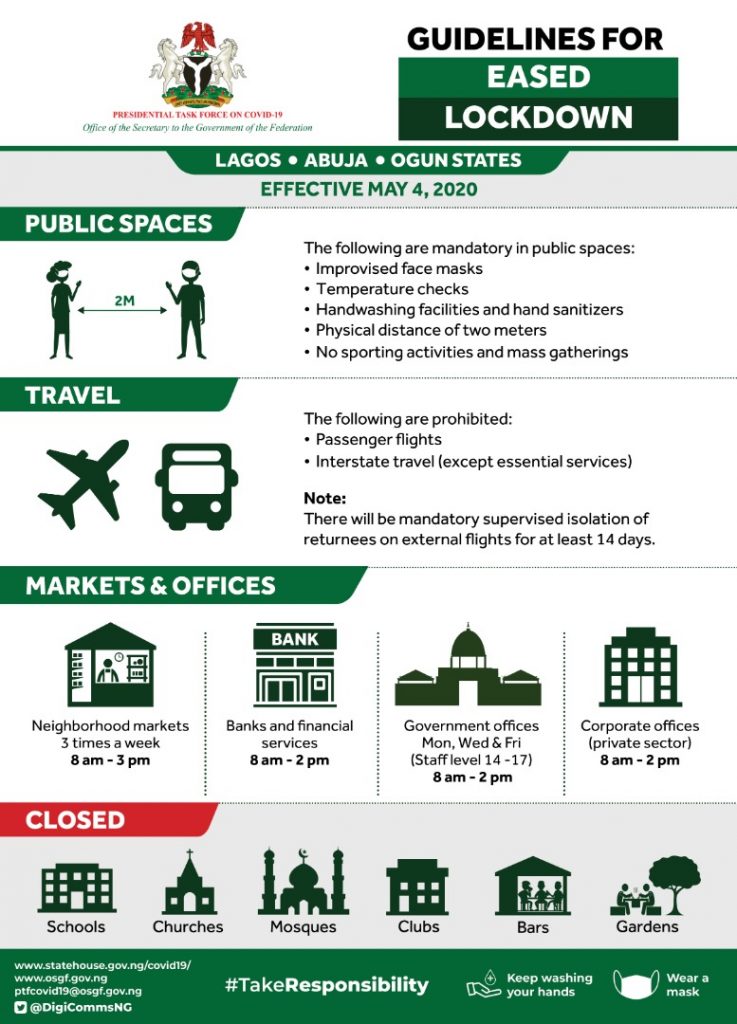 PRESIDENTIAL TASK FORCE ON COVID-19
Office of the Secretary to the Government of the Federation
GUIDELINES FOR
EASED
LOCKDOWN
LAGOS • ABUJA • OGUN STATES
EFFECTIVE MAY 4, 2020
PUBLIC SPACES
2M
The following are mandatory in public spaces:
• Improvised face masks
• Temperature checks
• Handwashing facilities and hand sanitizers
• Physical distance of two meters
• No sporting activities and mass gatherings
TRAVEL
The following are prohibited:
• Passenger flights
• Interstate travel (except essential services)
Note:
There will be mandatory supervised isolation of
returnees on external flights for at least 14 days.
MARKETS & OFFICES
Neighborhood markets
3 times a week
8 am - 3 pm
BANK
Banks and financial
services
8 am - 2 pm
Government offices
Mon, Wed & Fri
(Staff level 14 -17)
8 am - 2 pm
Corporate offices
(private sector)
8 am - 2 pm
CLOSED
Schools
Churches
Mosques
Clubs
Bars
Gardens
www.statehouse.gov.ng/covid19/
www.osgf.gov.ng
ptfcovid19@osgf.gov.ng
@DigiCommsNG
#TakeResponsibility
Keep washing
your hands
Wear a
mask